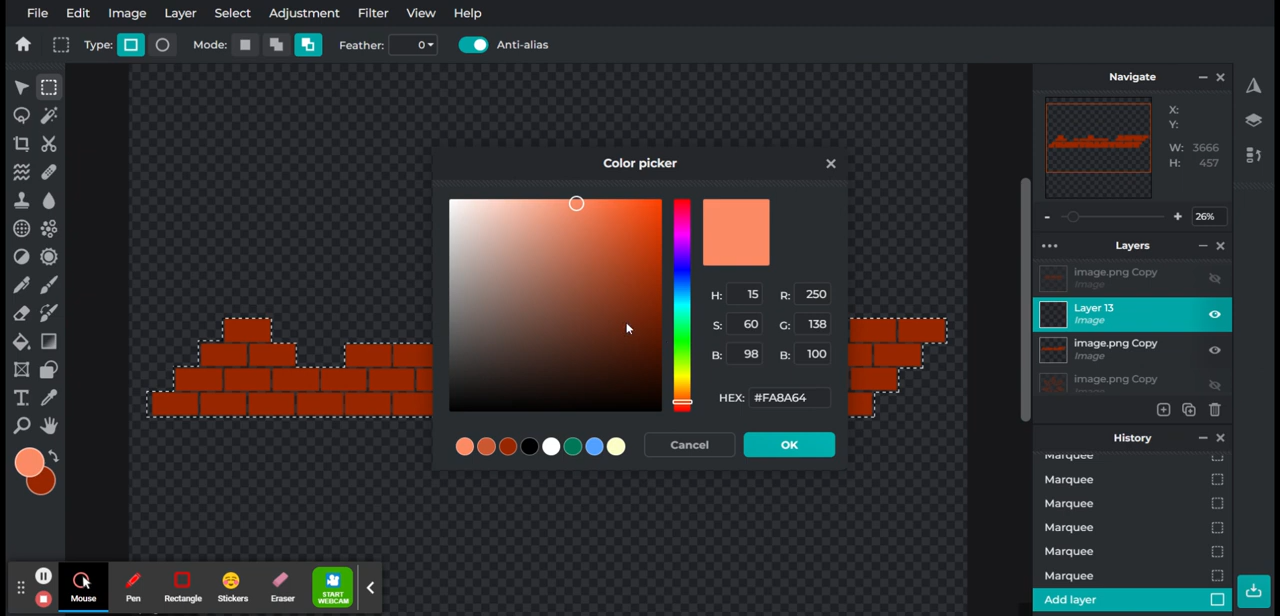 File Edit Image Layer Select Adjustment Filter View Help
Type: Mode: Feather: 0 Anti-alias
Navigate
X:
Y:
W: 3666
H: 457
- + 26%
Color picker
H: 15 R: 250
S: 60 G: 138
B: 98 B: 100
HEX: #FA8A64
Cancel OK
Layers
image.png Copy
Image
Layer 13
Image
image.png Copy
Image
image.png Copy
Image
History
Marquee
Marquee
Marquee
Marquee
Marquee
Marquee
Add layer
T
Mouse Pen Rectangle Stickers Eraser START
WEBCAM